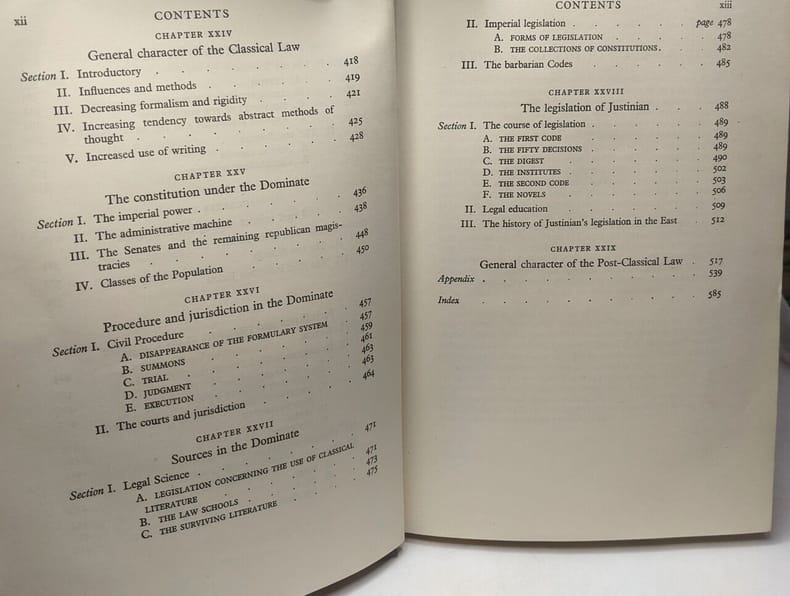 xii
CONTENTS
CHAPTER XXIV
General character of the Classical Law
Section I. Introductory . . . . . . 418
II. Influences and methods . . . . . 419
III. Decreasing formalism and rigidity . . . . 421
IV. Increasing tendency towards abstract methods of
thought . . . . . . . 425
V. Increased use of writing . . . . . 428
CHAPTER XXV
The constitution under the Dominate
Section I. The imperial power . . . . . 436
II. The administrative machine . . . . 438
III. The Senates and the remaining republican magis-
tracies . . . . . . . 448
IV. Classes of the Population . . . . 450
CHAPTER XXVI
Procedure and jurisdiction in the Dominate
Section I. Civil Procedure . . . . . . 457
A. DISAPPEARANCE OF THE FORMULARY SYSTEM . 457
B. SUMMONS . . . . . . 459
C. TRIAL . . . . . . 461
D. JUDGMENT . . . . . . 463
E. EXECUTION . . . . . . 463
II. The courts and jurisdiction . . . . 464
CHAPTER XXVII
Sources in the Dominate
Section I. Legal Science . . . . . . 471
A. LEGISLATION CONCERNING THE USE OF CLASSICAL
LITERATURE . . . . . . 471
B. THE LAW SCHOOLS . . . . . 473
C. THE SURVIVING LITERATURE . . . . 475
CONTENTS
xiii
II. Imperial legislation . . . . . page 478
A. FORMS OF LEGISLATION . . . . . 478
B. THE COLLECTIONS OF CONSTITUTIONS . . . 482
III. The barbarian Codes . . . . . 485
CHAPTER XXVIII
The legislation of Justinian . . . 488
Section I. The course of legislation . . . . . 489
A. THE FIRST CODE . . . . . 489
B. THE FIFTY DECISIONS . . . . . 489
C. THE DIGEST . . . . . 490
D. THE INSTITUTES . . . . . 502
E. THE SECOND CODE . . . . . 503
F. THE NOVELS . . . . . 506
II. Legal education . . . . . 509
III. The history of Justinian's legislation in the East . 512
CHAPTER XXIX
General character of the Post-Classical Law . 517
Appendix . . . . . . . . . 539
Index . . . . . . . . . 585